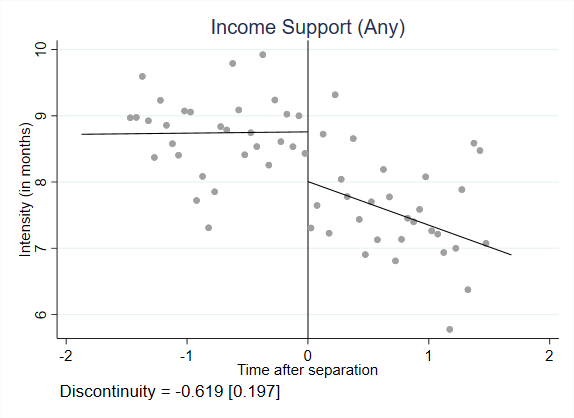 Income Support (Any)
Intensity (in months)
10
9
8
7
6
-2 -1 0 1 2
Time after separation
Discontinuity = -0.619 [0.197]